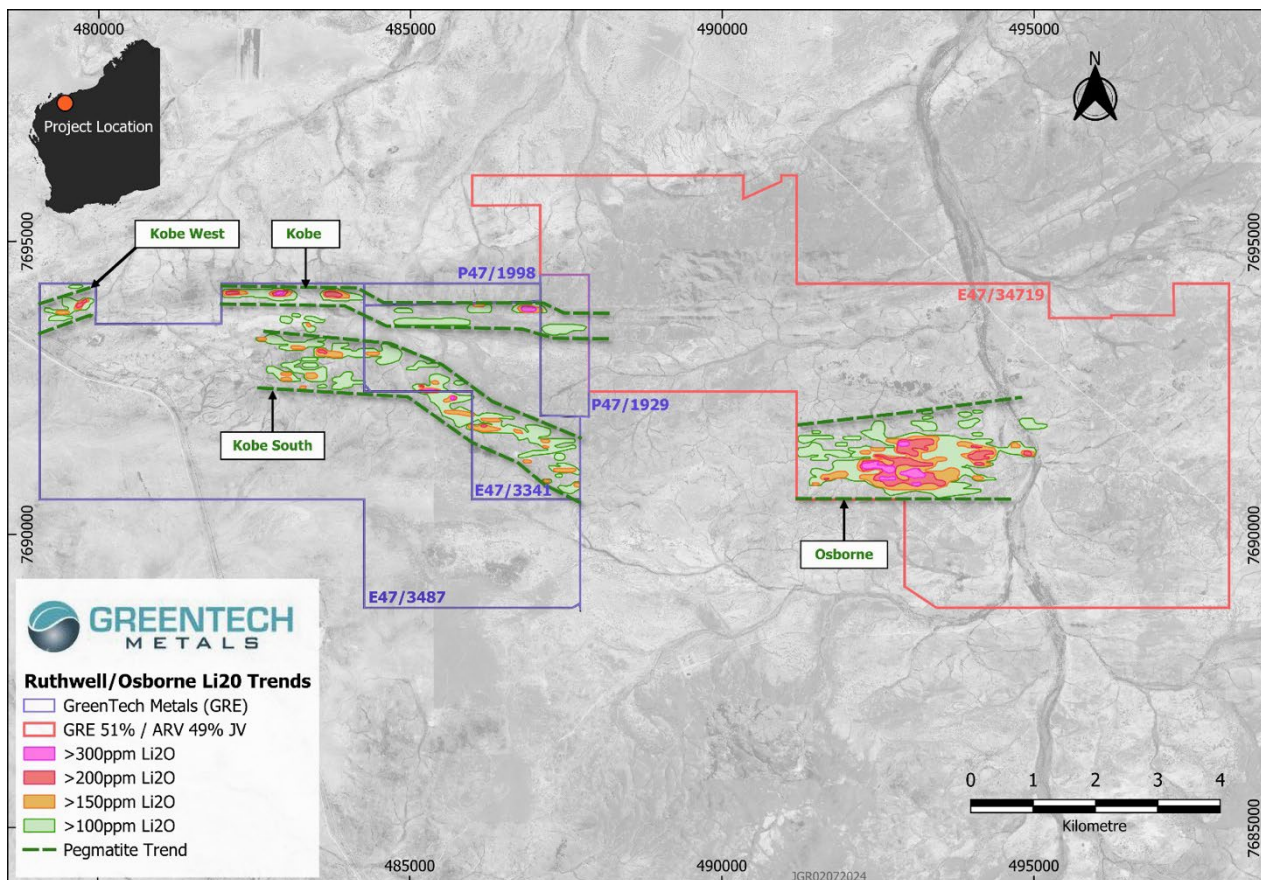 480000
485000
490000
495000
N
Project Location
7695000
7695000
Kobe West
Kobe
P47/1998
E47/34719
P47/1929
Kobe South
E47/3341
Osborne
7690000
7690000
E47/3487
GREENTECH
METALS
Ruthwell/Osborne Li20 Trends
GreenTech Metals (GRE)
GRE 51% / ARV 49% JV
>300ppm Li2O
>200ppm Li2O
>150ppm Li2O
>100ppm Li2O
Pegmatite Trend
0 1 2 3 4
Kilometre
7685000
485000
490000
495000
JGR02072024